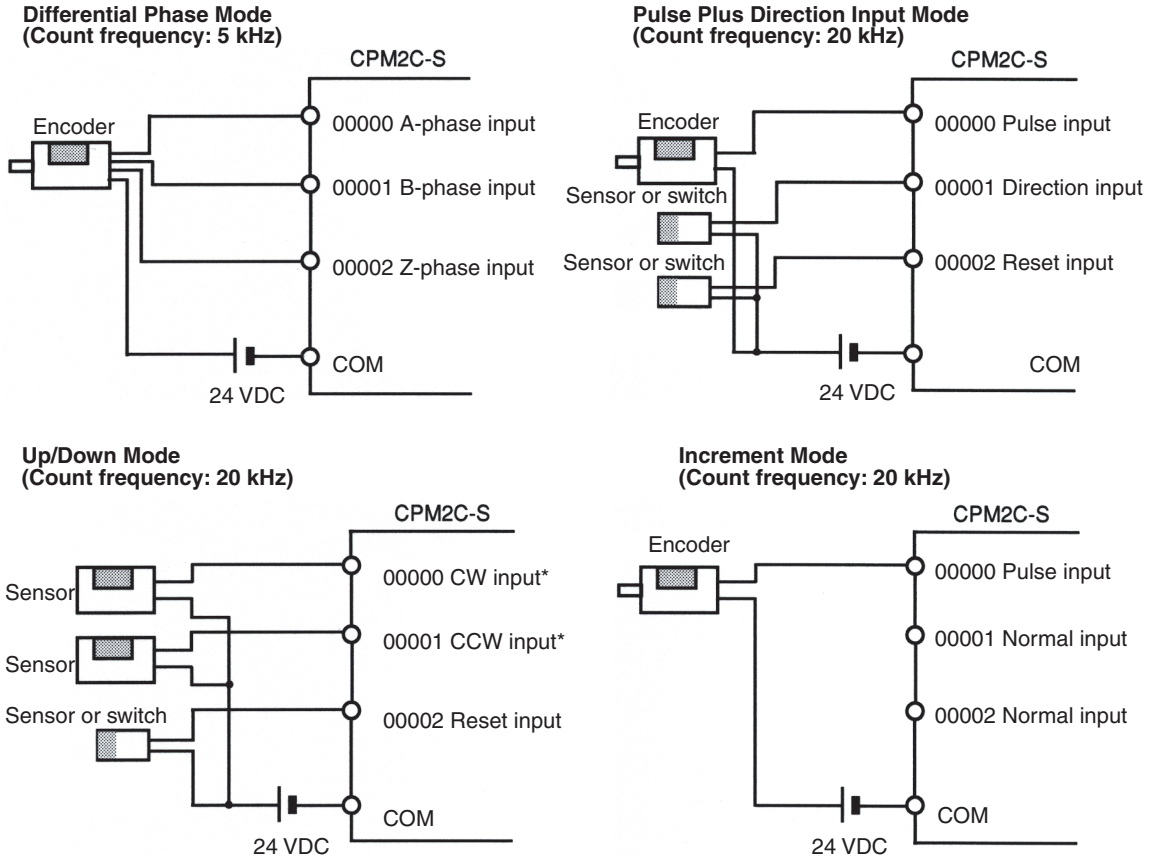 Differential Phase Mode
(Count frequency: 5 kHz)
CPM2C-S
Encoder
00000 A-phase input
00001 B-phase input
00002 Z-phase input
COM
24 VDC
Pulse Plus Direction Input Mode
(Count frequency: 20 kHz)
CPM2C-S
Encoder
00000 Pulse input
Sensor or switch
00001 Direction input
Sensor or switch
00002 Reset input
COM
24 VDC
Up/Down Mode
(Count frequency: 20 kHz)
CPM2C-S
Sensor
00000 CW input*
Sensor
00001 CCW input*
Sensor or switch
00002 Reset input
COM
24 VDC
Increment Mode
(Count frequency: 20 kHz)
CPM2C-S
Encoder
00000 Pulse input
00001 Normal input
00002 Normal input
COM
24 VDC